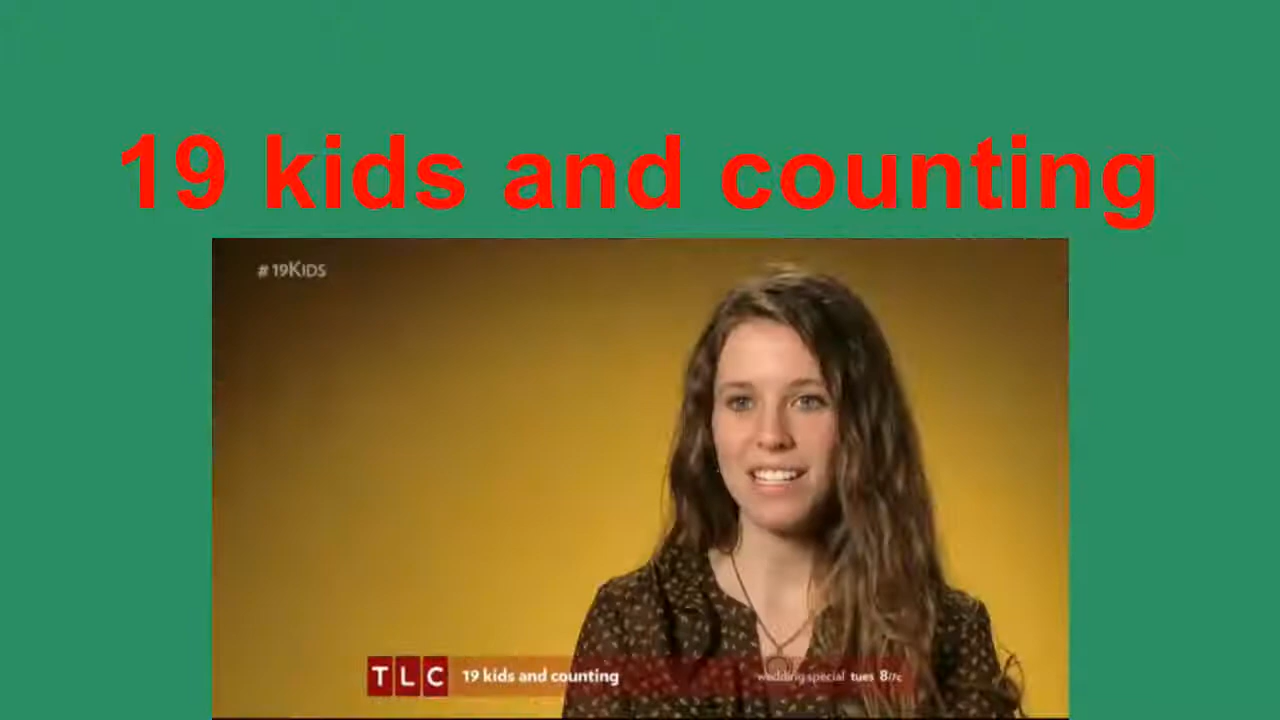 19 kids and counting
#19KIDS
TLC 19 kids and counting wedding special tues 8/7c